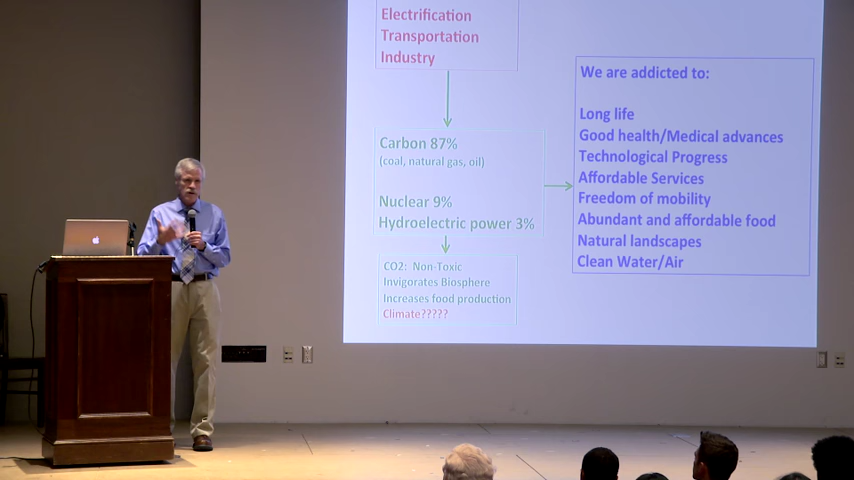 Electrification
Transportation
Industry
Carbon 87%
(coal, natural gas, oil)
Nuclear 9%
Hydroelectric power 3%
CO2: Non-Toxic
Invigorates Biosphere
Increases food production
Climate?????
We are addicted to:
Long life
Good health/Medical advances
Technological Progress
Affordable Services
Freedom of mobility
Abundant and affordable food
Natural landscapes
Clean Water/Air